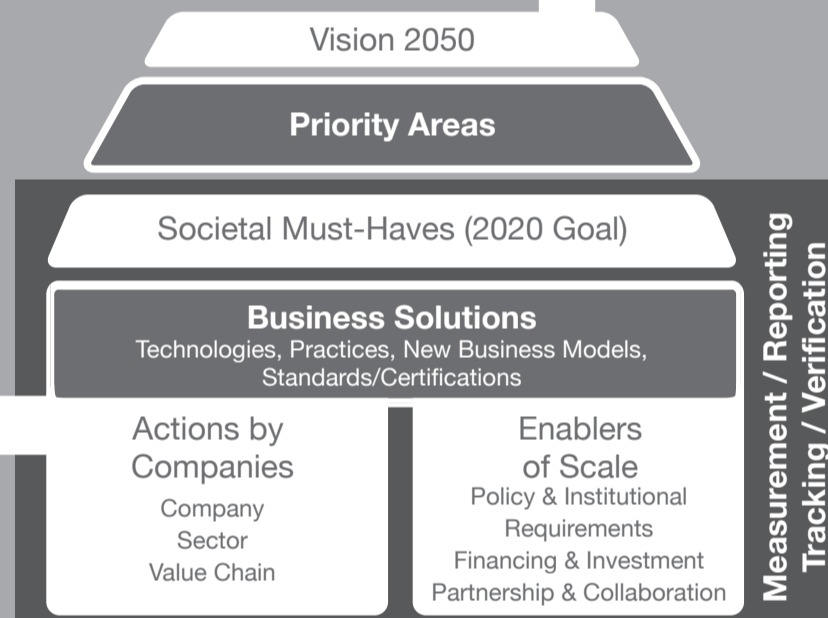 Vision 2050
Priority Areas
Societal Must-Haves (2020 Goal)
Business Solutions
Technologies, Practices, New Business Models,
Standards/Certifications
Actions by
Companies
Company
Sector
Value Chain
Enablers
of Scale
Policy & Institutional
Requirements
Financing & Investment
Partnership & Collaboration
Measurement / Reporting
Tracking / Verification